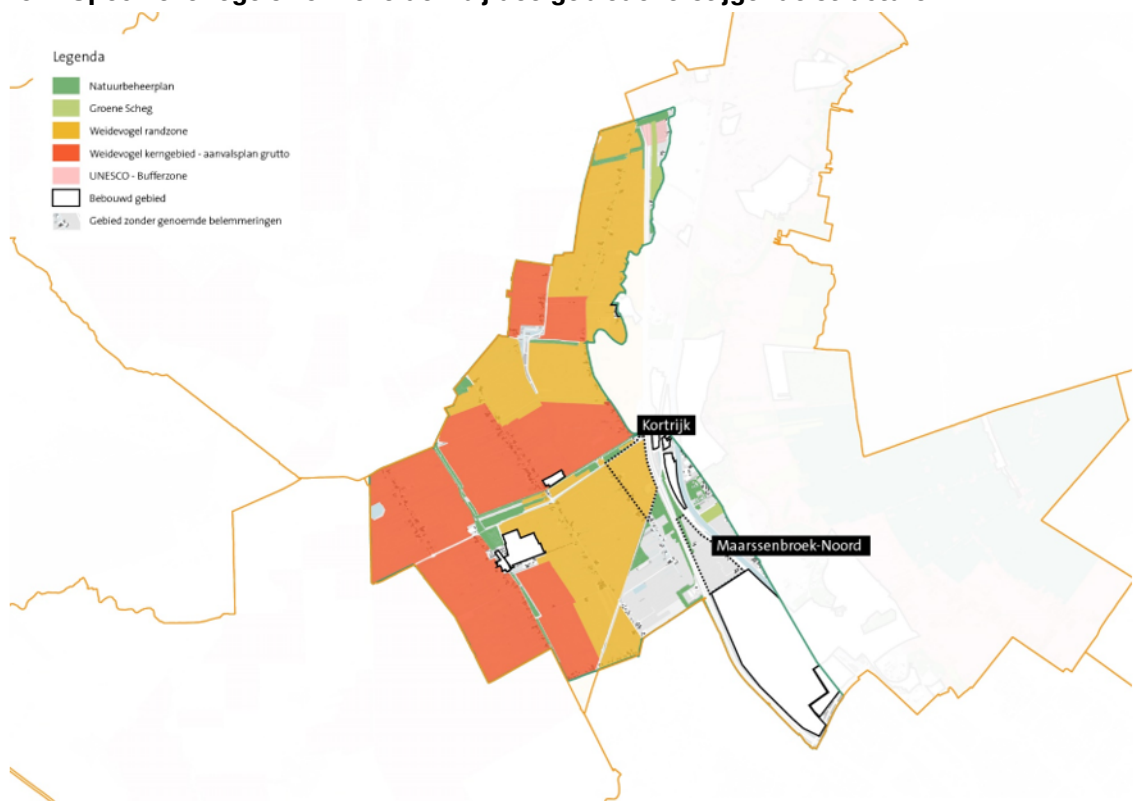 Legenda
Natuurbeheerplan
Groene Scheg
Weidevogel randzone
Weidevogel kerngebied - aanvalsplan grutto
UNESCO - Bufferzone
Bebouwd gebied
Gebied zonder genoemde belemmeringen
Kortrijk
Maarssenbroek-Noord